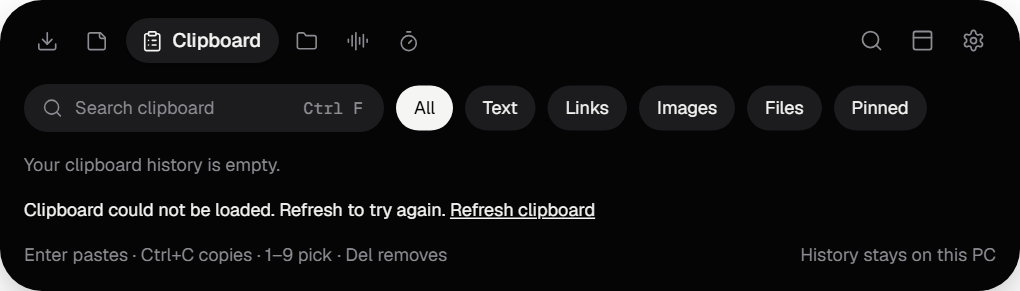 Clipboard
Search clipboard Ctrl F All Text Links Images Files Pinned
Your clipboard history is empty.
Clipboard could not be loaded. Refresh to try again. Refresh clipboard
Enter pastes · Ctrl+C copies · 1–9 pick · Del removes History stays on this PC